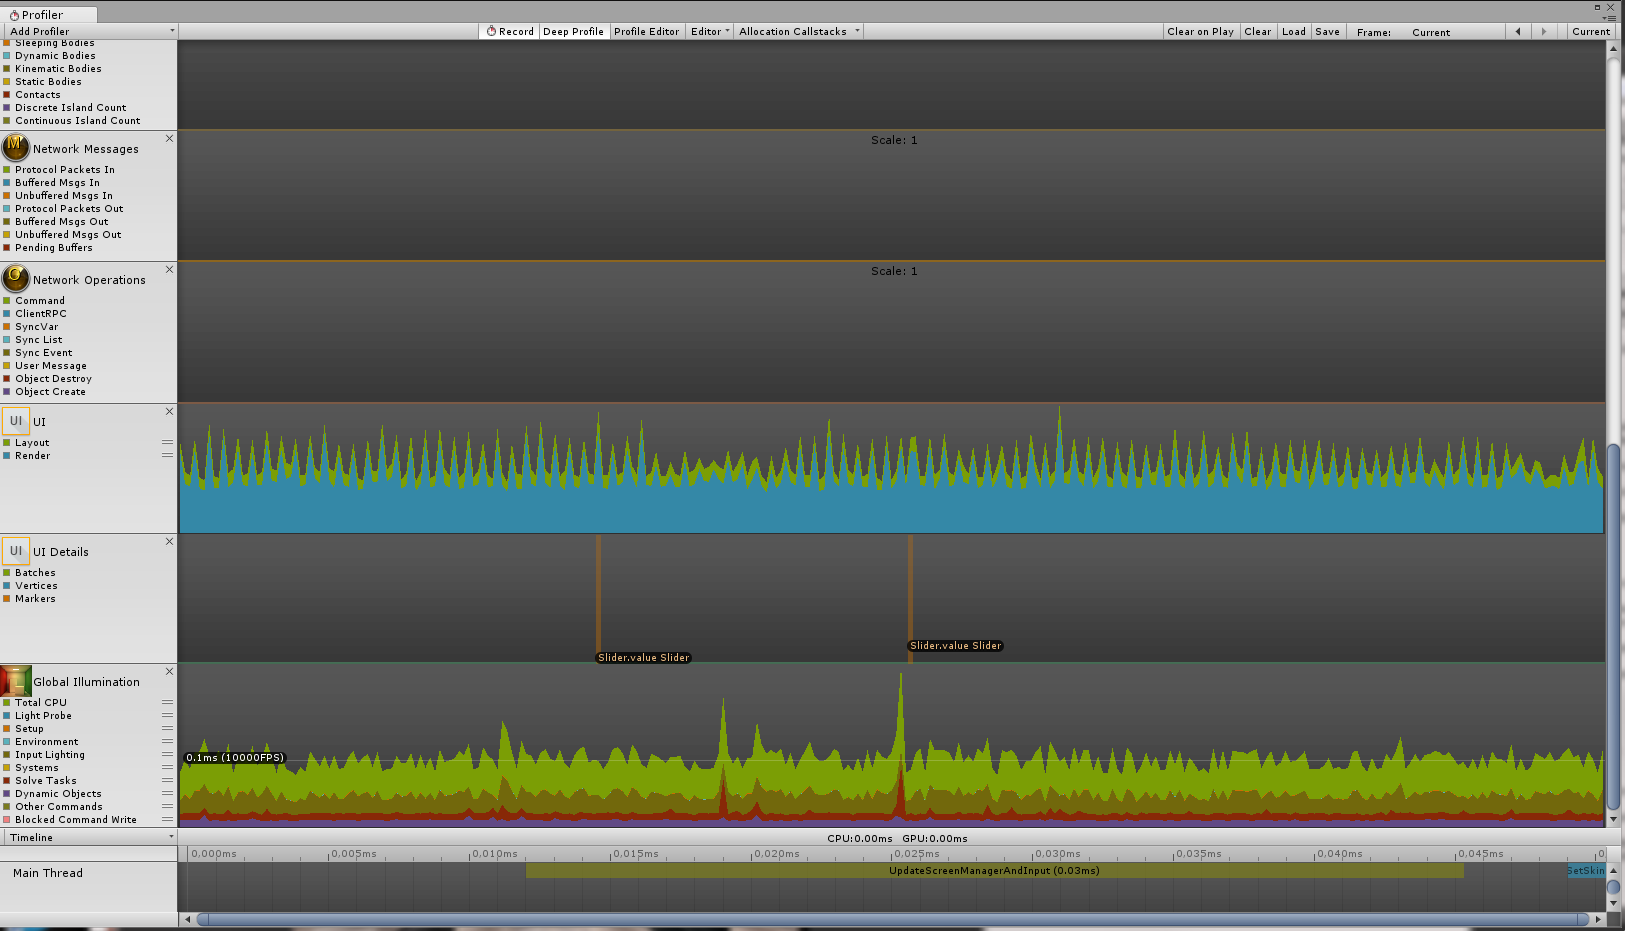 Profiler
Add Profiler
Record Deep Profile Profile Editor Editor Allocation Callstacks Clear on Play Clear Load Save Frame: Current Current
Sleeping Bodies
Dynamic Bodies
Kinematic Bodies
Static Bodies
Contacts
Discrete Island Count
Continuous Island Count
Network Messages
Scale: 1
Protocol Packets In
Buffered Msgs In
Unbuffered Msgs In
Protocol Packets Out
Buffered Msgs Out
Unbuffered Msgs Out
Pending Buffers
Network Operations
Scale: 1
Command
ClientRPC
SyncVar
Sync List
Sync Event
User Message
Object Destroy
Object Create
UI UI
Layout
Render
UI UI Details
Batches
Vertices
Markers
Slider.value Slider
Slider.value Slider
Global Illumination
Total CPU
Light Probe
Setup
Environment
Input Lighting
Systems
Solve Tasks
Dynamic Objects
Other Commands
Blocked Command Write
0.1ms (10000FPS)
Timeline
CPU:0.00ms GPU:0.00ms
0,000ms 0,005ms 0,010ms 0,015ms 0,020ms 0,025ms 0,030ms 0,035ms 0,040ms 0,045ms
Main Thread
UpdateScreenManagerAndInput (0.03ms)
SetSkin